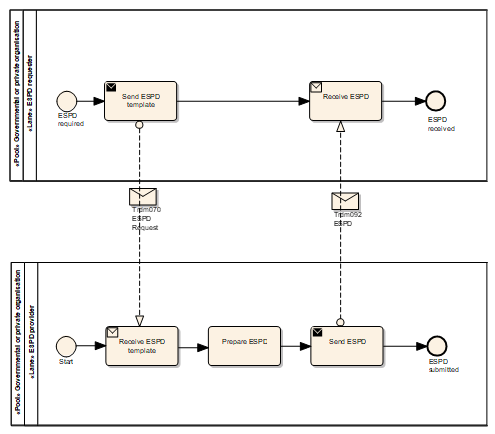 «Pool» Governmental or private organisation
«Lane» ESPD requester
Send ESPD
template
Receive ESPD
ESPD
required
ESPD
received
Trdm070
ESPD
Request
Trdm092
ESPD
«Pool» Governmental or private organisation
«Lane» ESPD provider
Receive ESPD
template
Prepare ESPD
Send ESPD
Start
ESPD
submitted